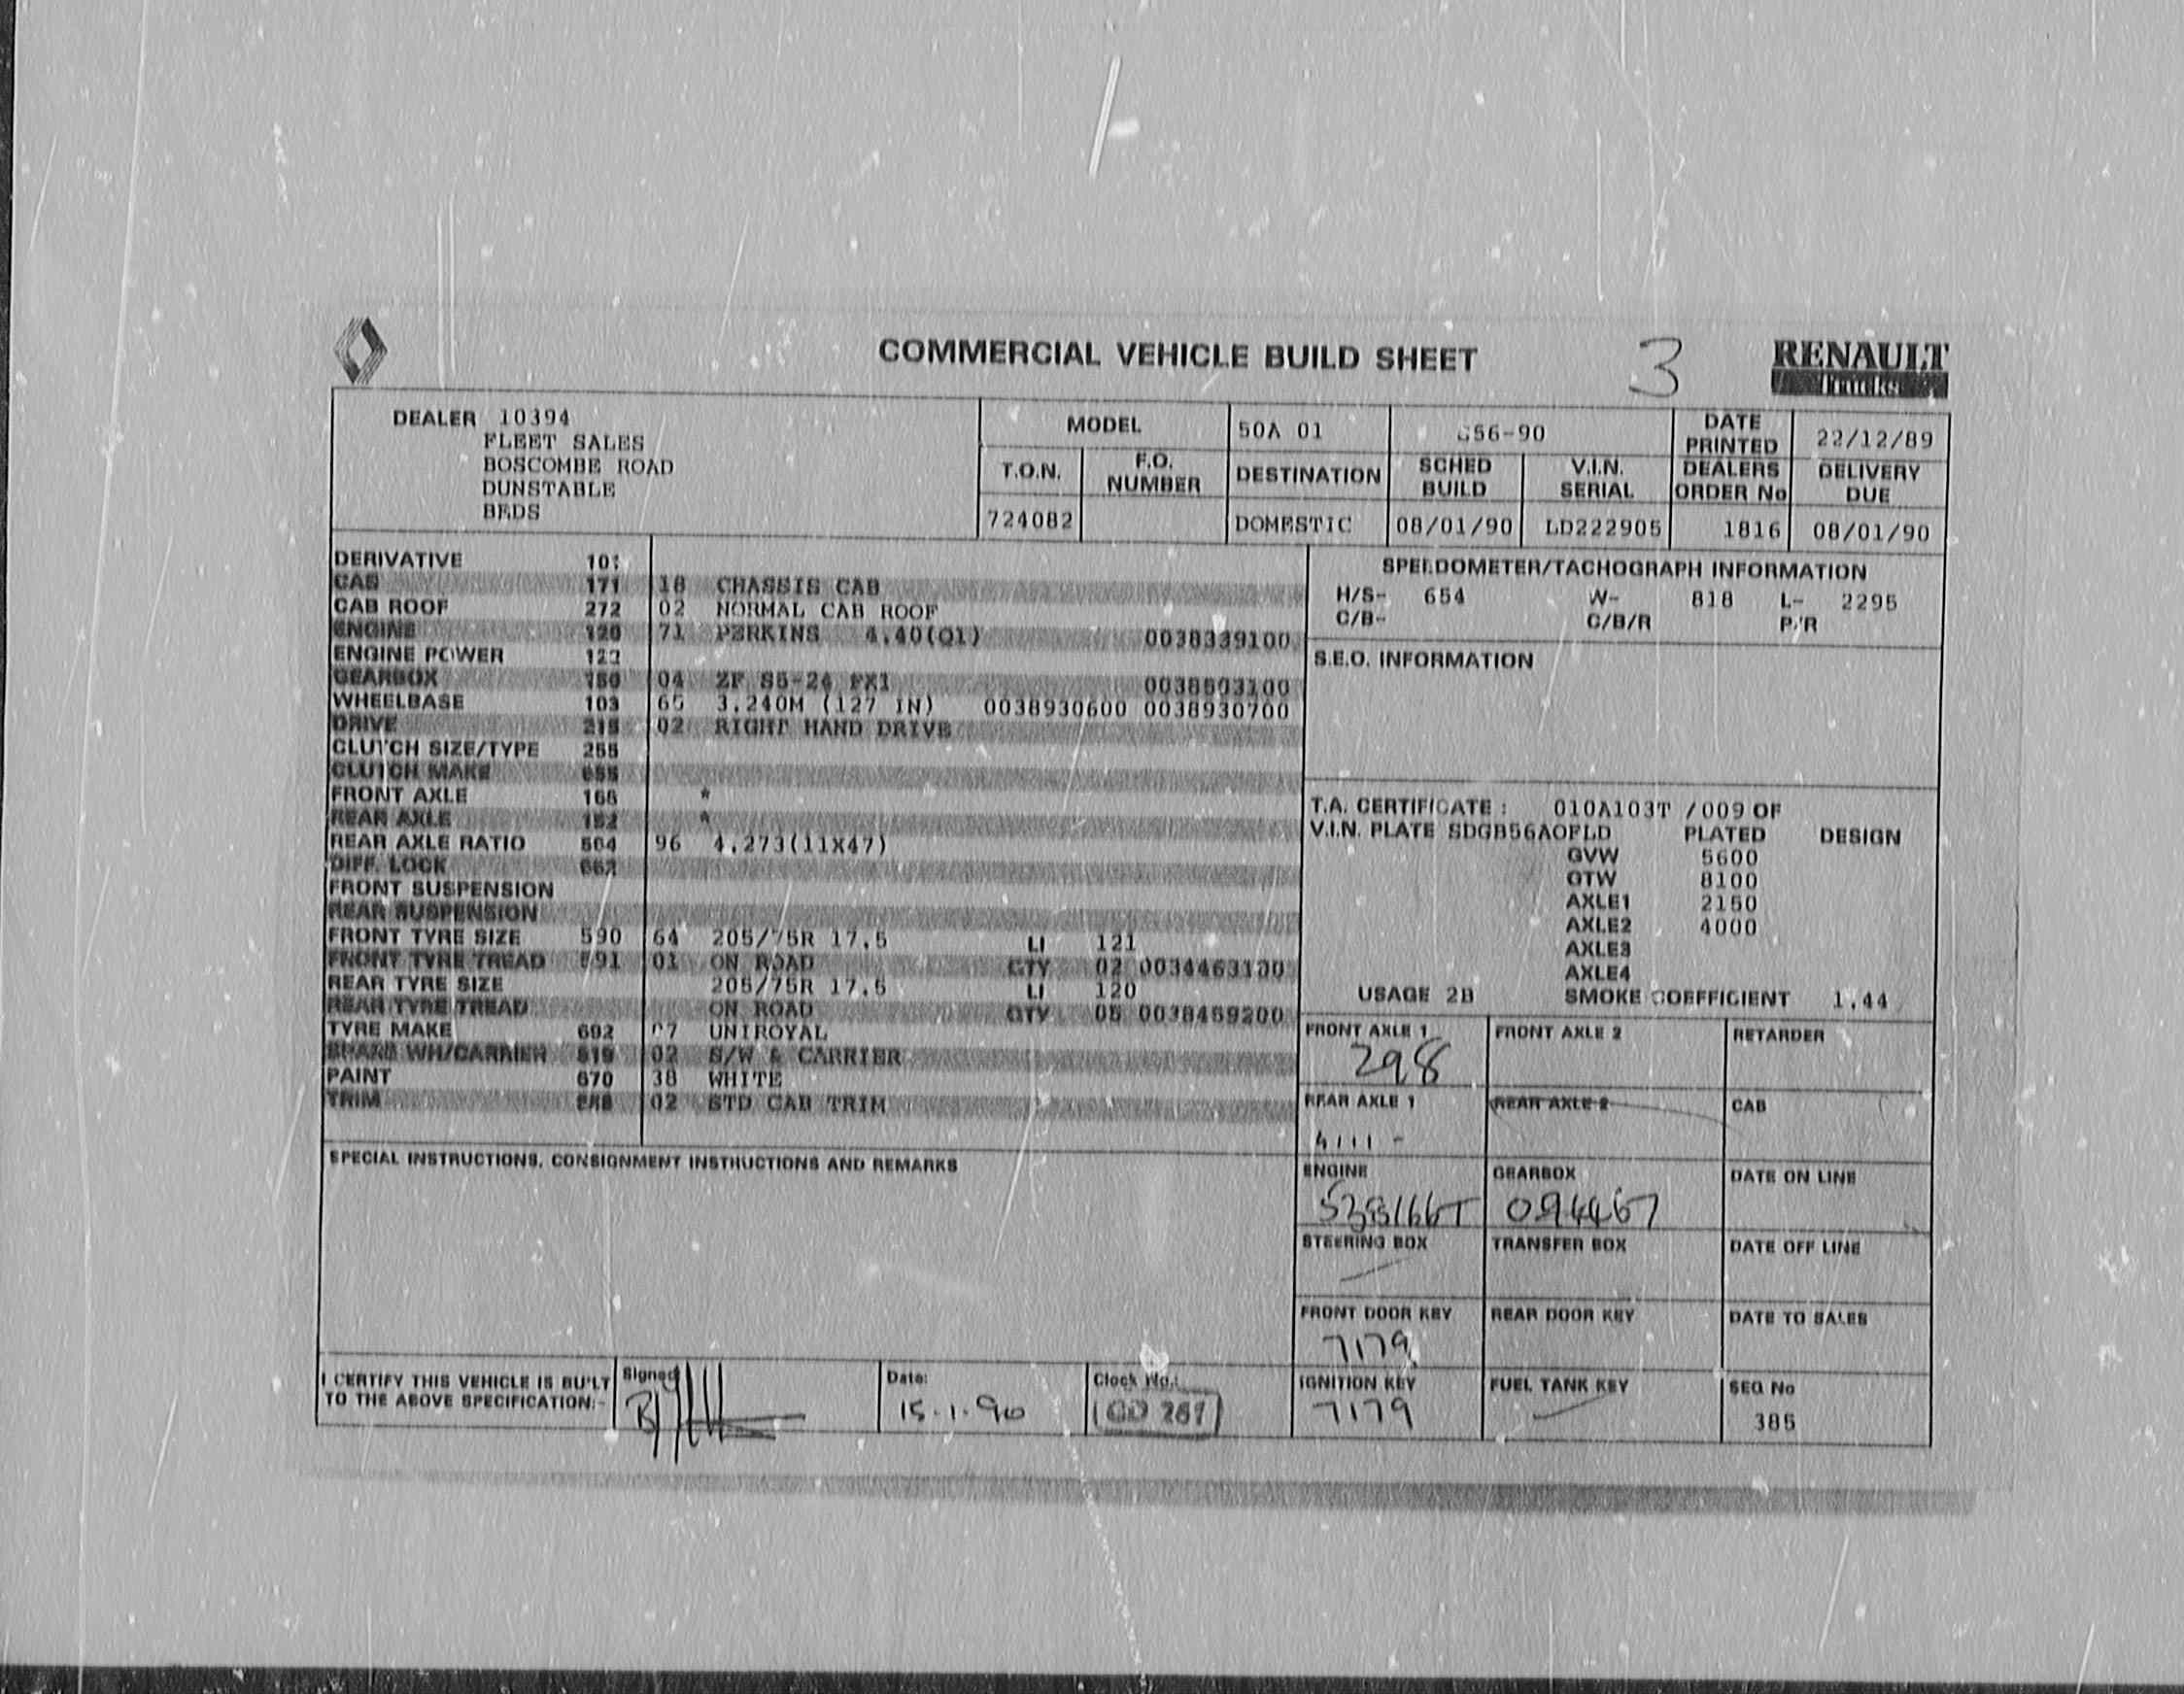 COMMERCIAL VEHICLE BUILD SHEET 3 RENAULT
Trucks
DEALER 10394
FLEET SALES
BOSCOMBE ROAD
DUNSTABLE
BEDS
MODEL 50A 01 G56-90 DATE PRINTED 22/12/89
T.O.N. F.O. NUMBER DESTINATION SCHED BUILD V.I.N. SERIAL DEALERS ORDER No DELIVERY DUE
724082 DOMESTIC 08/01/90 LD222905 1816 08/01/90
DERIVATIVE
CAB 171 18 CHASSIS CAB
CAB ROOF 272 02 NORMAL CAB ROOF
ENGINE 120 71 PERKINS 4.40(Q1) 0038339100
ENGINE POWER
GEARBOX 04 ZF S5-24 FX1 0038503100
WHEELBASE 103 3.240M (127 IN) 0038930600 0038930700
DRIVE 02 RIGHT HAND DRIVE
CLUTCH SIZE/TYPE 255
CLUTCH MAKE 655
FRONT AXLE *
REAR AXLE *
REAR AXLE RATIO 504 96 4.273(11X47)
DIFF. LOCK
FRONT SUSPENSION
REAR SUSPENSION
FRONT TYRE SIZE 590 64 205/75R 17.5 LI 121
FRONT TYRE TREAD 591 01 ON ROAD QTY 02 0034463100
REAR TYRE SIZE 205/75R 17.5 LI 120
REAR TYRE TREAD ON ROAD QTY 05 0038459200
TYRE MAKE 602 07 UNIROYAL
SPARE WH/CARRIER 619 02 S/W & CARRIER
PAINT 670 38 WHITE
TRIM 02 STD CAB TRIM
SPECIAL INSTRUCTIONS, CONSIGNMENT INSTRUCTIONS AND REMARKS
SPEEDOMETER/TACHOGRAPH INFORMATION
H/S- 654 W- 818 L- 2295
C/B- C/B/R P/R
S.E.O. INFORMATION
T.A. CERTIFICATE : 010A103T /009 OF
V.I.N. PLATE SDGB56AOFLD PLATED DESIGN
GVW 5600
GTW 8100
AXLE1 2150
AXLE2 4000
AXLE3
AXLE4
USAGE 2B SMOKE COEFFICIENT 1.44
FRONT AXLE 1 FRONT AXLE 2 RETARDER
298
REAR AXLE 1 REAR AXLE 2 CAB
4111 -
ENGINE GEARBOX DATE ON LINE
094467
STEERING BOX TRANSFER BOX DATE OFF LINE
FRONT DOOR KEY REAR DOOR KEY DATE TO SALES
7179
IGNITION KEY FUEL TANK KEY SEQ No
7179 385
I CERTIFY THIS VEHICLE IS BUILT
TO THE ABOVE SPECIFICATION:-
Signed
Date:
15.1.90
Clock No.: